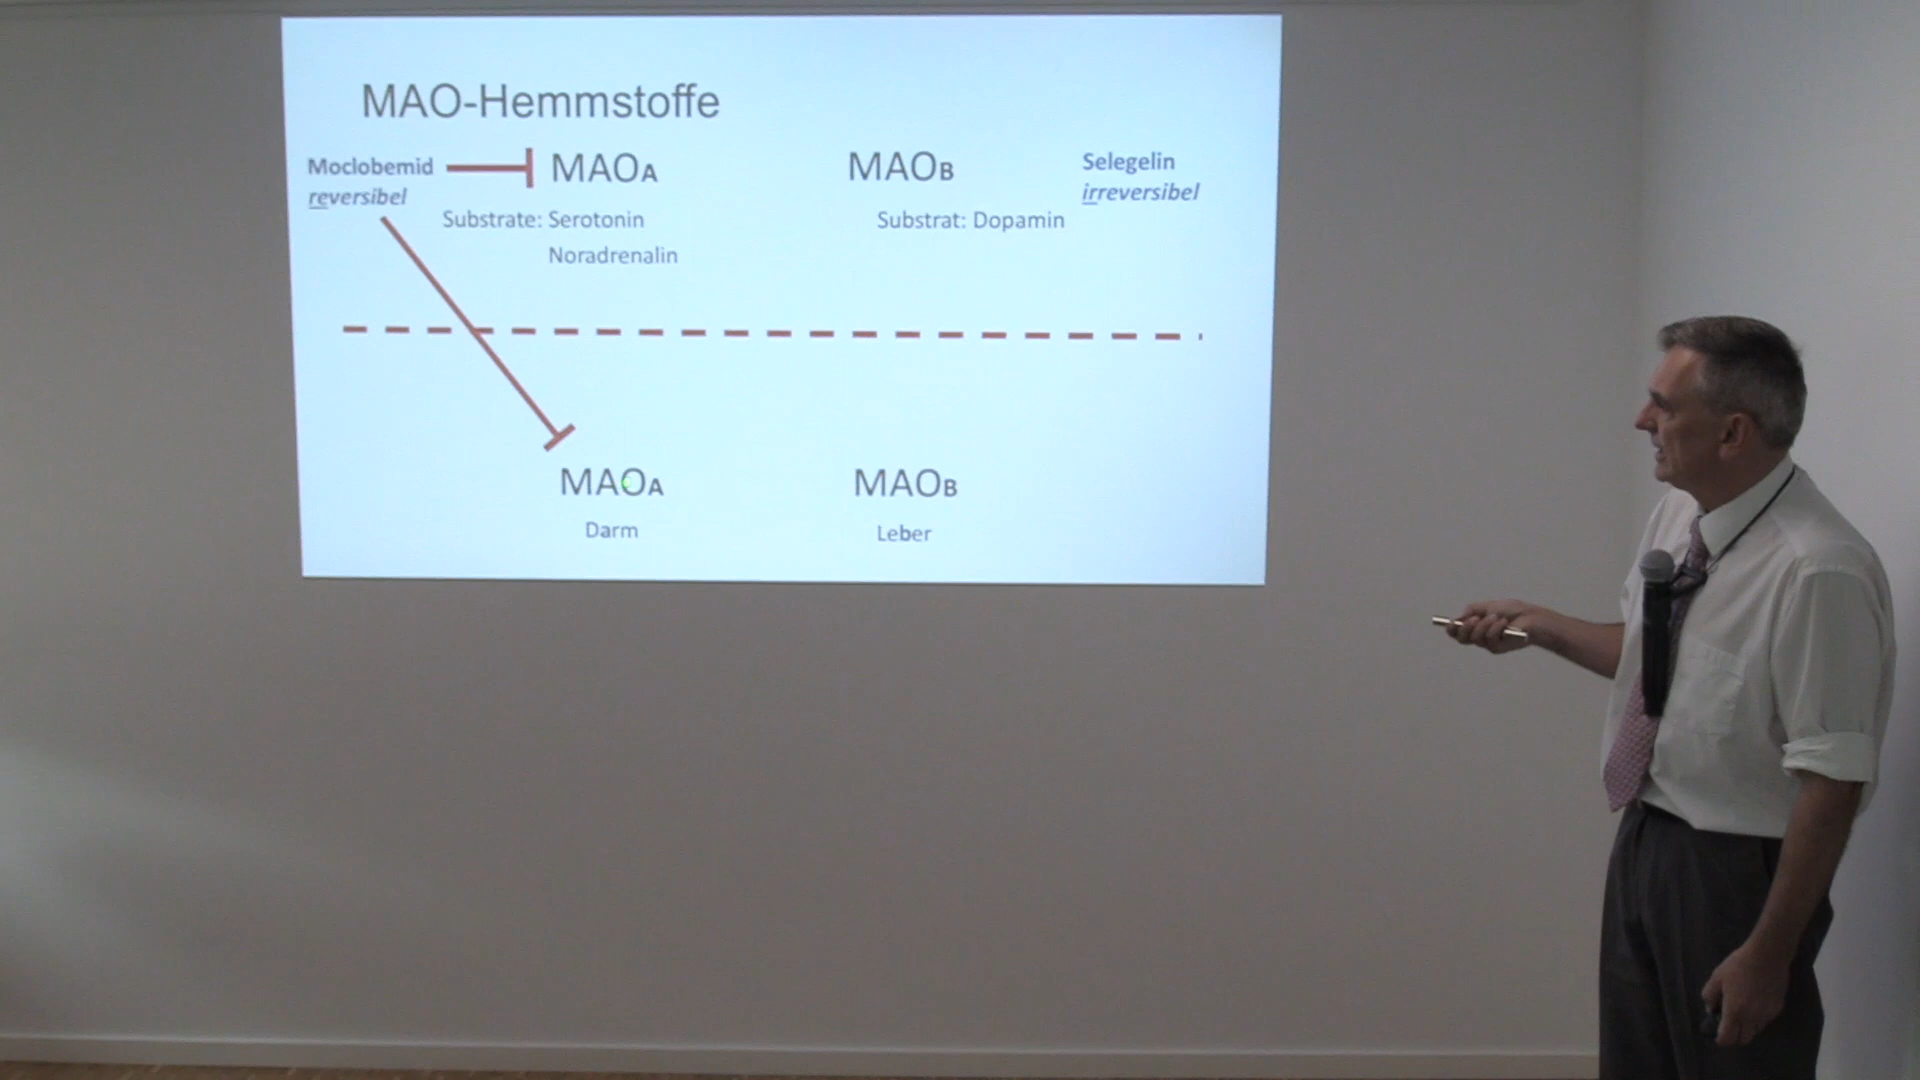 MAO-Hemmstoffe
Moclobemid
reversibel
MAOA
Substrate: Serotonin
Noradrenalin
MAOB
Substrat: Dopamin
Selegelin
irreversibel
MAOA
Darm
MAOB
Leber